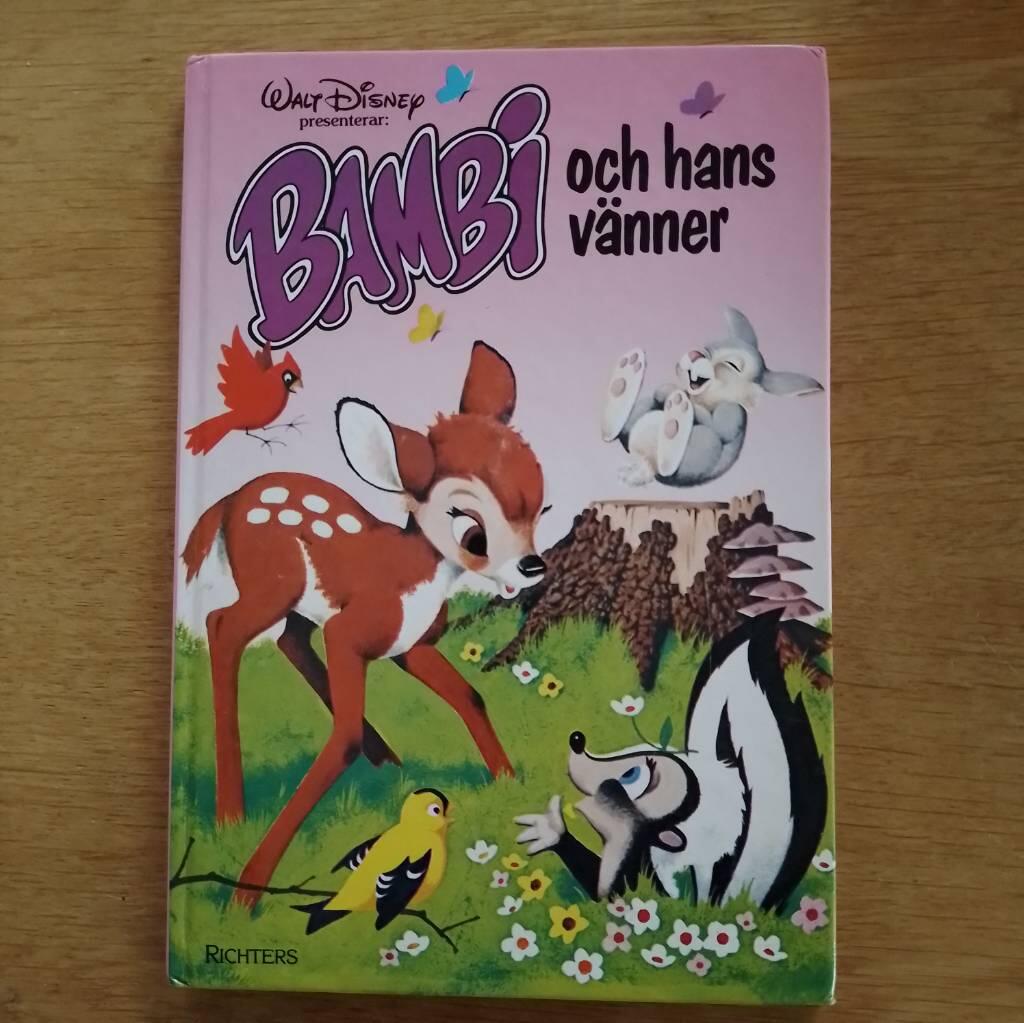 WALT DISNEY
presenterar:
BAMBI
och hans
vänner
RICHTERS